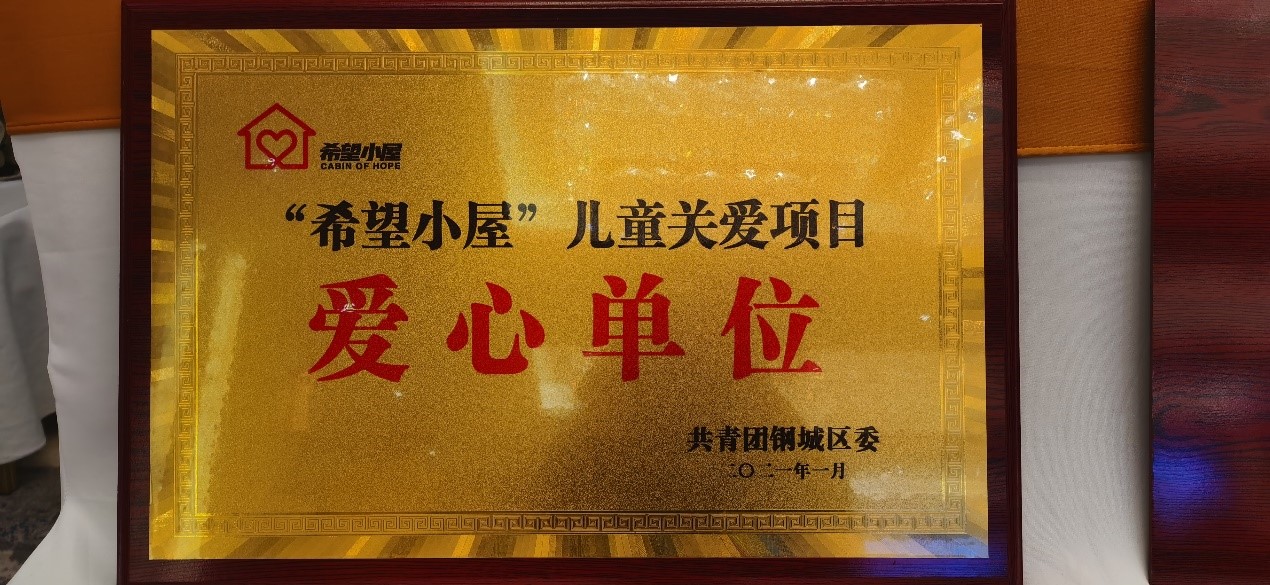 希望小屋
CABIN OF HOPE
“希望小屋”儿童关爱项目
爱心单位
共青团钢城区委
二〇二一年一月